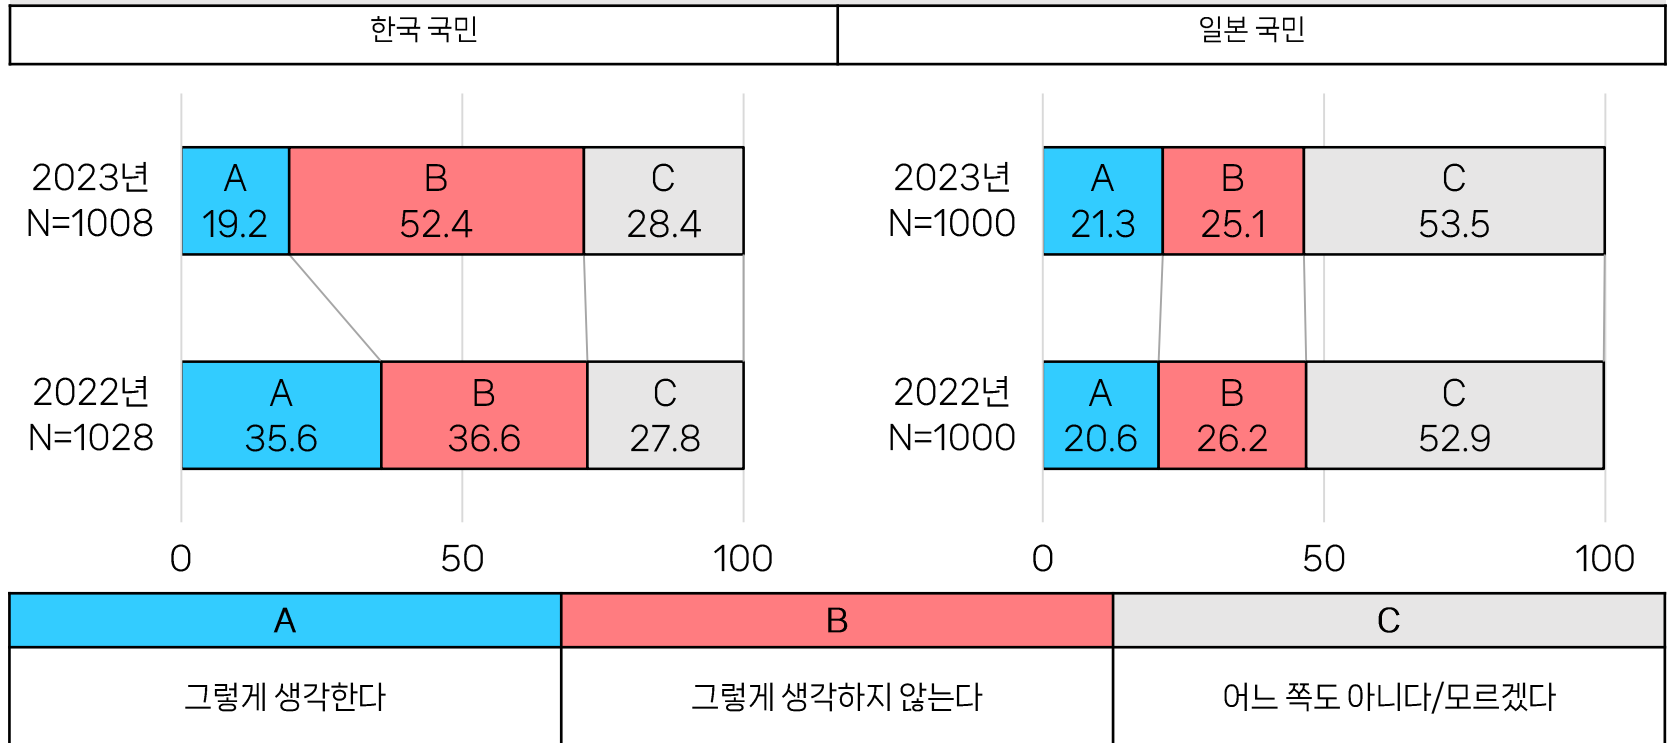 한국 국민
일본 국민
2023년
N=1008
A
19.2
B
52.4
C
28.4
2022년
N=1028
A
35.6
B
36.6
C
27.8
0 50 100
2023년
N=1000
A
21.3
B
25.1
C
53.5
2022년
N=1000
A
20.6
B
26.2
C
52.9
0 50 100
A
그렇게 생각한다
B
그렇게 생각하지 않는다
C
어느 쪽도 아니다/모르겠다